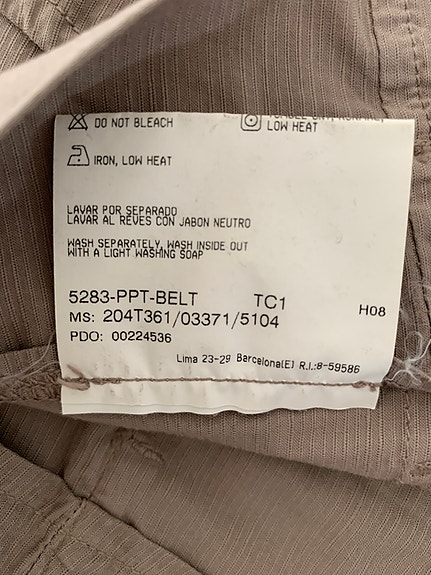 DO NOT BLEACH
LOW HEAT
IRON, LOW HEAT
LAVAR POR SEPARADO
LAVAR AL REVES CON JABON NEUTRO
WASH SEPARATELY, WASH INSIDE OUT
WITH A LIGHT WASHING SOAP
5283-PPT-BELT TC1
MS: 204T361/03371/5104 H08
PDO: 00224536
Lima 23-29 Barcelona(E) R.I.:8-59586